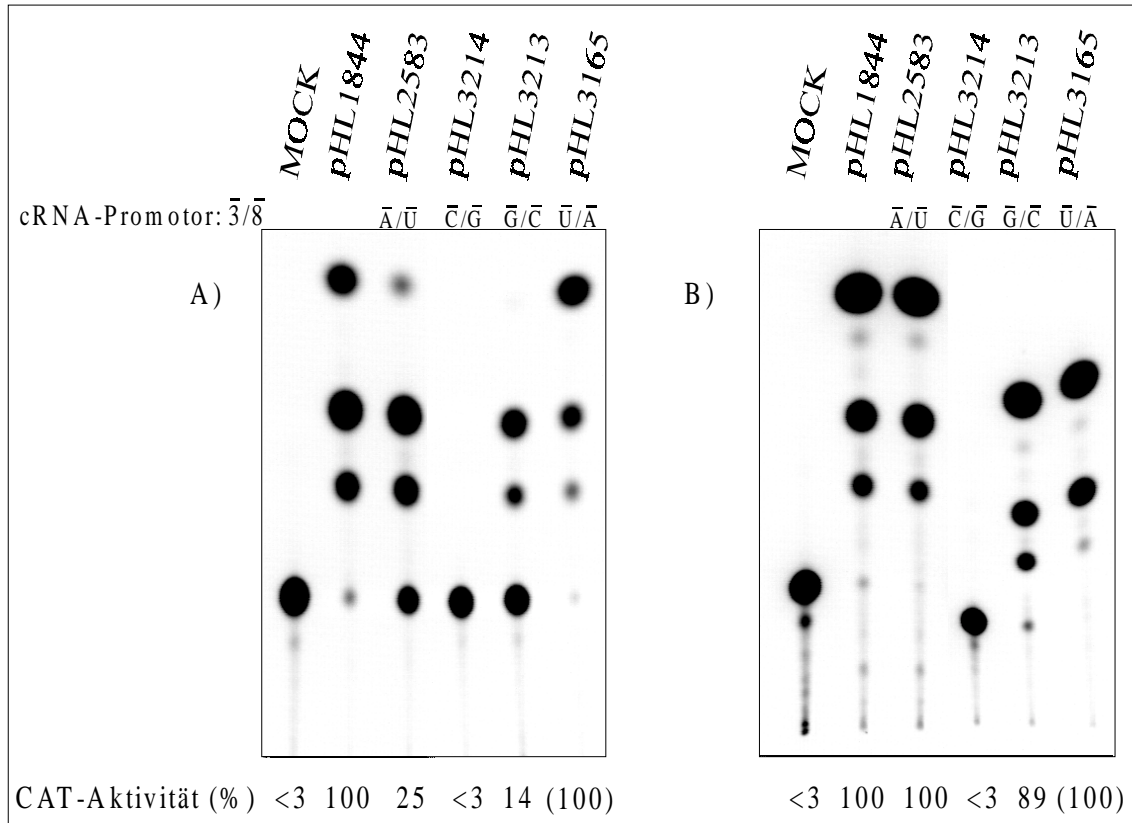 MOCK pHL1844 pHL2583 pHL3214 pHL3213 pHL3165 MOCK pHL1844 pHL2583 pHL3214 pHL3213 pHL3165
cRNA-Promotor: 3̅/8̅ A̅/U̅ C̅/G̅ G̅/C̅ U̅/A̅ A̅/U̅ C̅/G̅ G̅/C̅ U̅/A̅
A) B)
CAT-Aktivität (%) <3 100 25 <3 14 (100) <3 100 100 <3 89 (100)